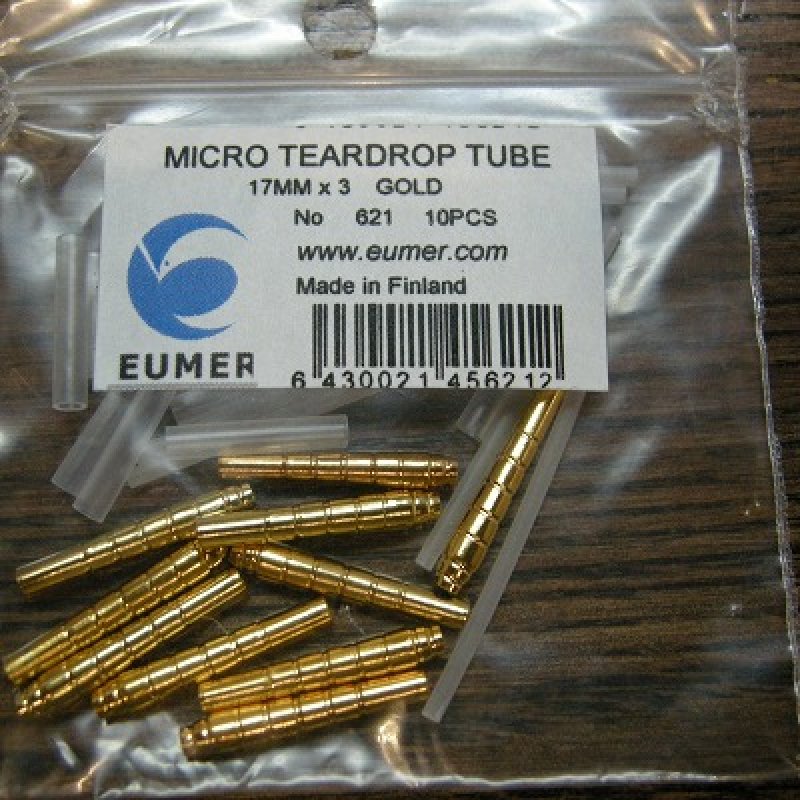 MICRO TEARDROP TUBE
17MM x 3 GOLD
No 621 10PCS
www.eumer.com
Made in Finland
EUMER
6 430021 456212